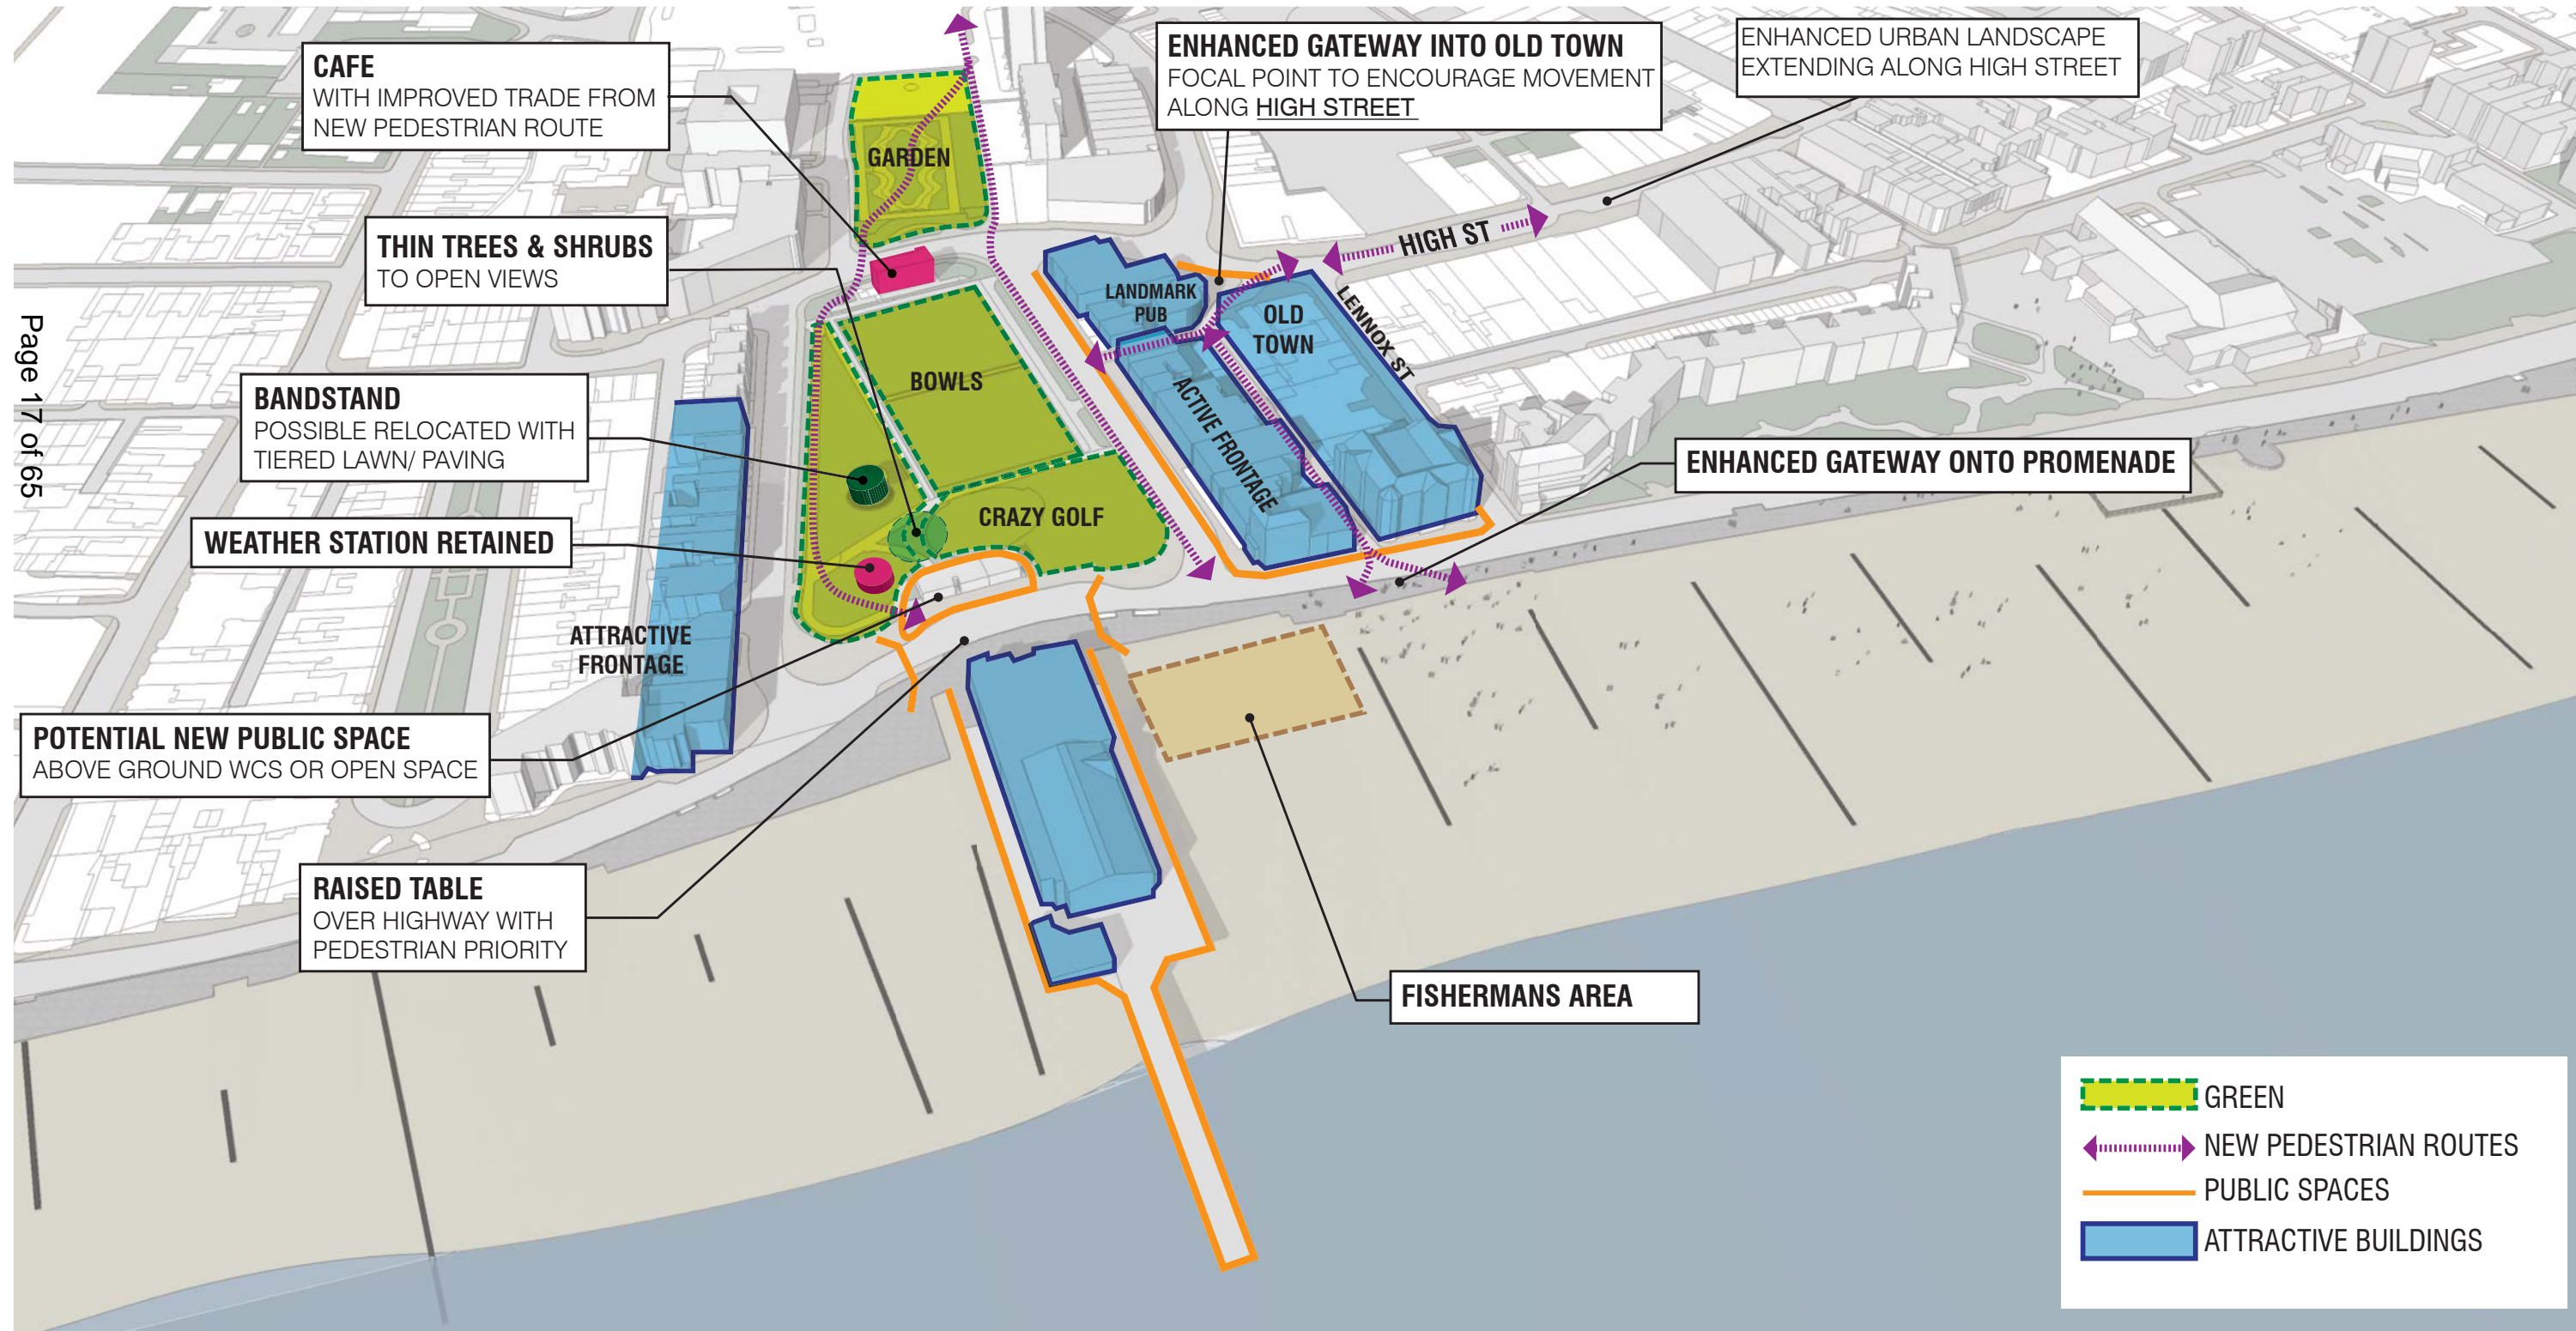 CAFE
WITH IMPROVED TRADE FROM
NEW PEDESTRIAN ROUTE
ENHANCED GATEWAY INTO OLD TOWN
FOCAL POINT TO ENCOURAGE MOVEMENT
ALONG HIGH STREET
ENHANCED URBAN LANDSCAPE
EXTENDING ALONG HIGH STREET
GARDEN
THIN TREES & SHRUBS
TO OPEN VIEWS
HIGH ST
LANDMARK
PUB
OLD
TOWN
LENNOX ST
Page 17 of 65
BOWLS
ACTIVE FRONTAGE
BANDSTAND
POSSIBLE RELOCATED WITH
TIERED LAWN/ PAVING
ENHANCED GATEWAY ONTO PROMENADE
CRAZY GOLF
WEATHER STATION RETAINED
ATTRACTIVE
FRONTAGE
POTENTIAL NEW PUBLIC SPACE
ABOVE GROUND WCS OR OPEN SPACE
RAISED TABLE
OVER HIGHWAY WITH
PEDESTRIAN PRIORITY
FISHERMANS AREA
GREEN
NEW PEDESTRIAN ROUTES
PUBLIC SPACES
ATTRACTIVE BUILDINGS